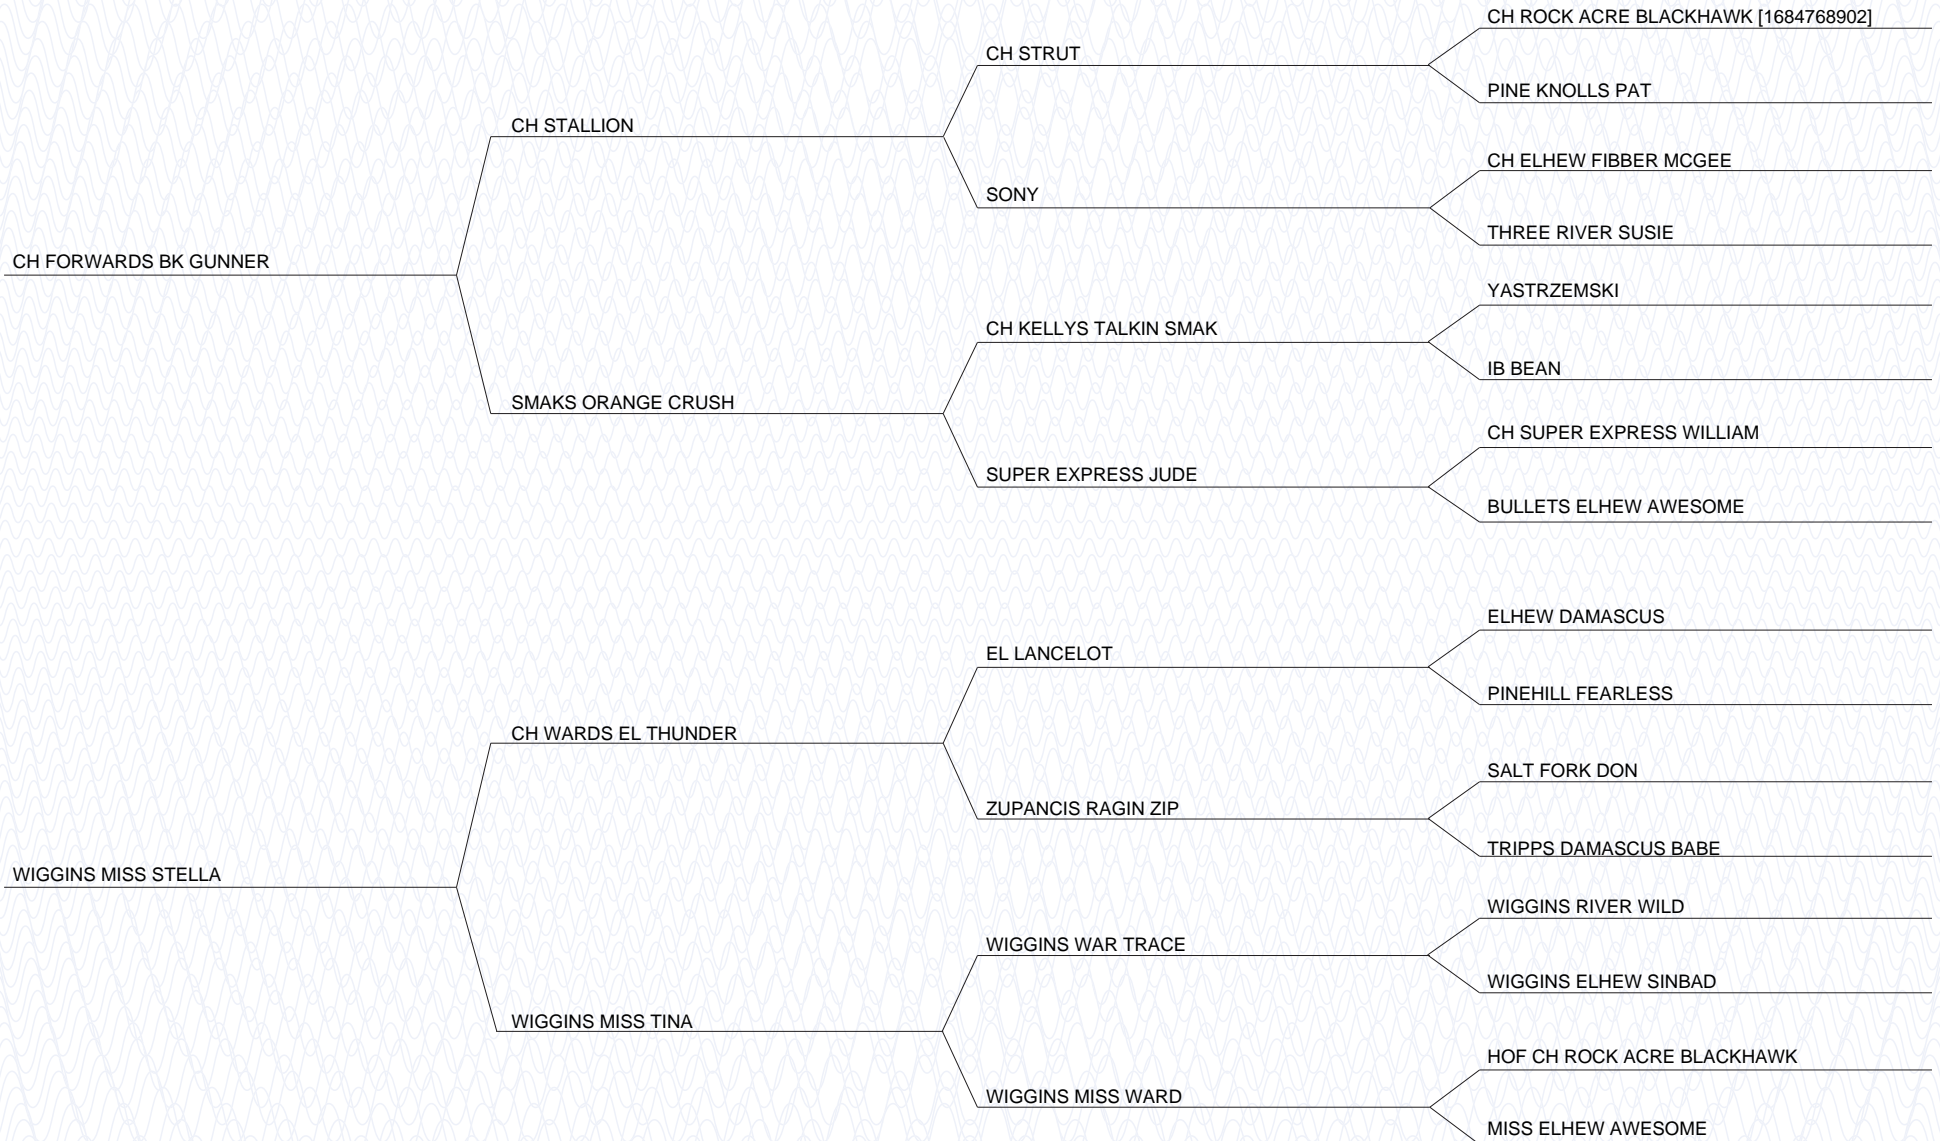 CH ROCK ACRE BLACKHAWK [1684768902]
CH STRUT
PINE KNOLLS PAT
CH STALLION
CH ELHEW FIBBER MCGEE
SONY
THREE RIVER SUSIE
CH FORWARDS BK GUNNER
YASTRZEMSKI
CH KELLYS TALKIN SMAK
IB BEAN
SMAKS ORANGE CRUSH
CH SUPER EXPRESS WILLIAM
SUPER EXPRESS JUDE
BULLETS ELHEW AWESOME
ELHEW DAMASCUS
EL LANCELOT
PINEHILL FEARLESS
CH WARDS EL THUNDER
SALT FORK DON
ZUPANCIS RAGIN ZIP
TRIPPS DAMASCUS BABE
WIGGINS MISS STELLA
WIGGINS RIVER WILD
WIGGINS WAR TRACE
WIGGINS ELHEW SINBAD
WIGGINS MISS TINA
HOF CH ROCK ACRE BLACKHAWK
WIGGINS MISS WARD
MISS ELHEW AWESOME